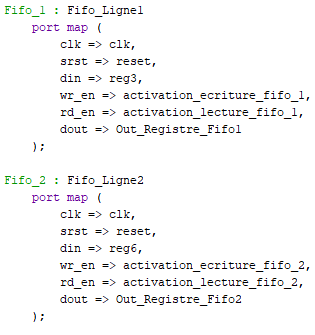 Fifo_1 : Fifo_Ligne1
port map (
clk => clk,
srst => reset,
din => reg3,
wr_en => activation_ecriture_fifo_1,
rd_en => activation_lecture_fifo_1,
dout => Out_Registre_Fifo1
);
Fifo_2 : Fifo_Ligne2
port map (
clk => clk,
srst => reset,
din => reg6,
wr_en => activation_ecriture_fifo_2,
rd_en => activation_lecture_fifo_2,
dout => Out_Registre_Fifo2
);